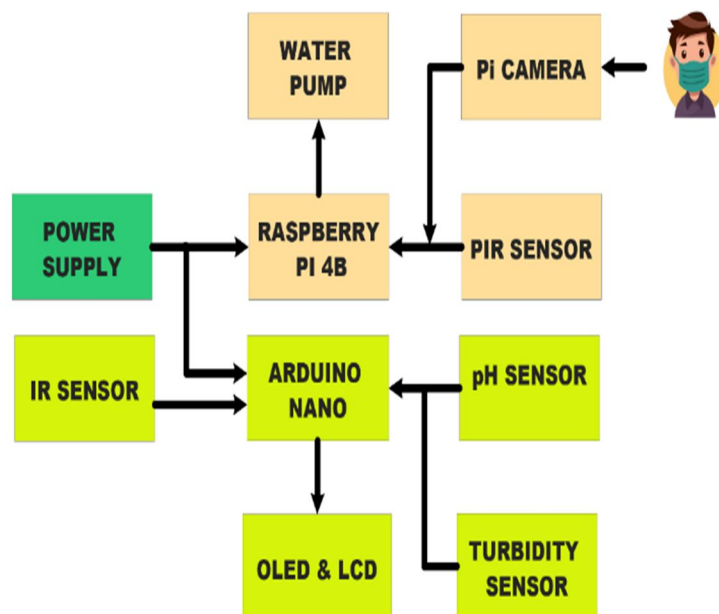 WATER
PUMP
Pi CAMERA
POWER
SUPPLY
RASPBERRY
PI 4B
PIR SENSOR
IR SENSOR
ARDUINO
NANO
pH SENSOR
OLED & LCD
TURBIDITY
SENSOR